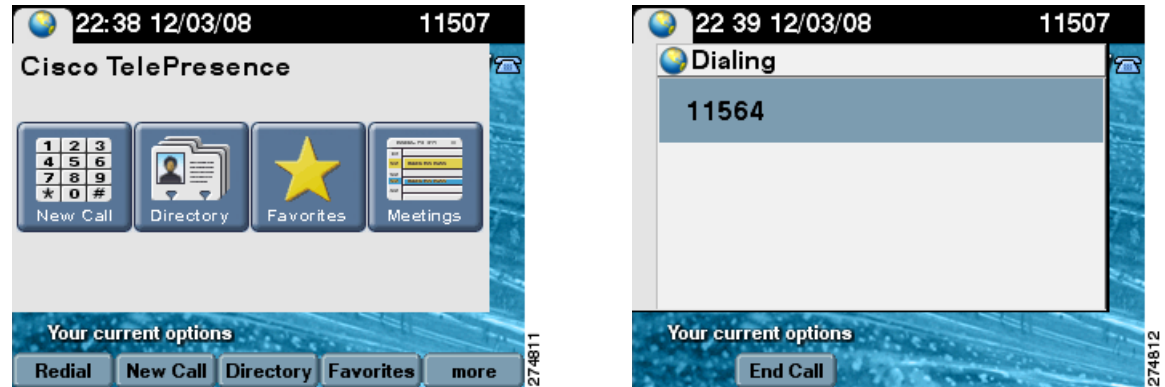 22:38 12/03/08 11507
Cisco TelePresence
1 2 3
4 5 6
7 8 9
* 0 #
New Call Directory Favorites Meetings
Your current options
Redial New Call Directory Favorites more
274811
22 39 12/03/08 11507
Dialing
11564
Your current options
End Call
274812